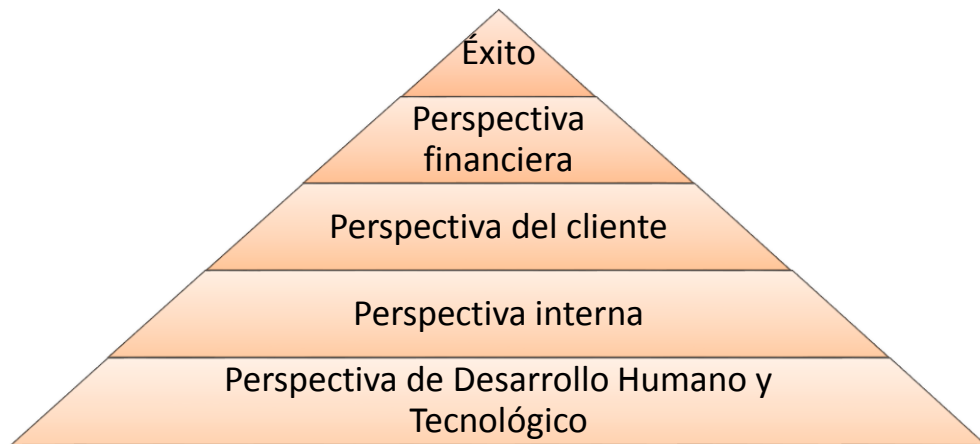 Éxito
Perspectiva
financiera
Perspectiva del cliente
Perspectiva interna
Perspectiva de Desarrollo Humano y
Tecnológico